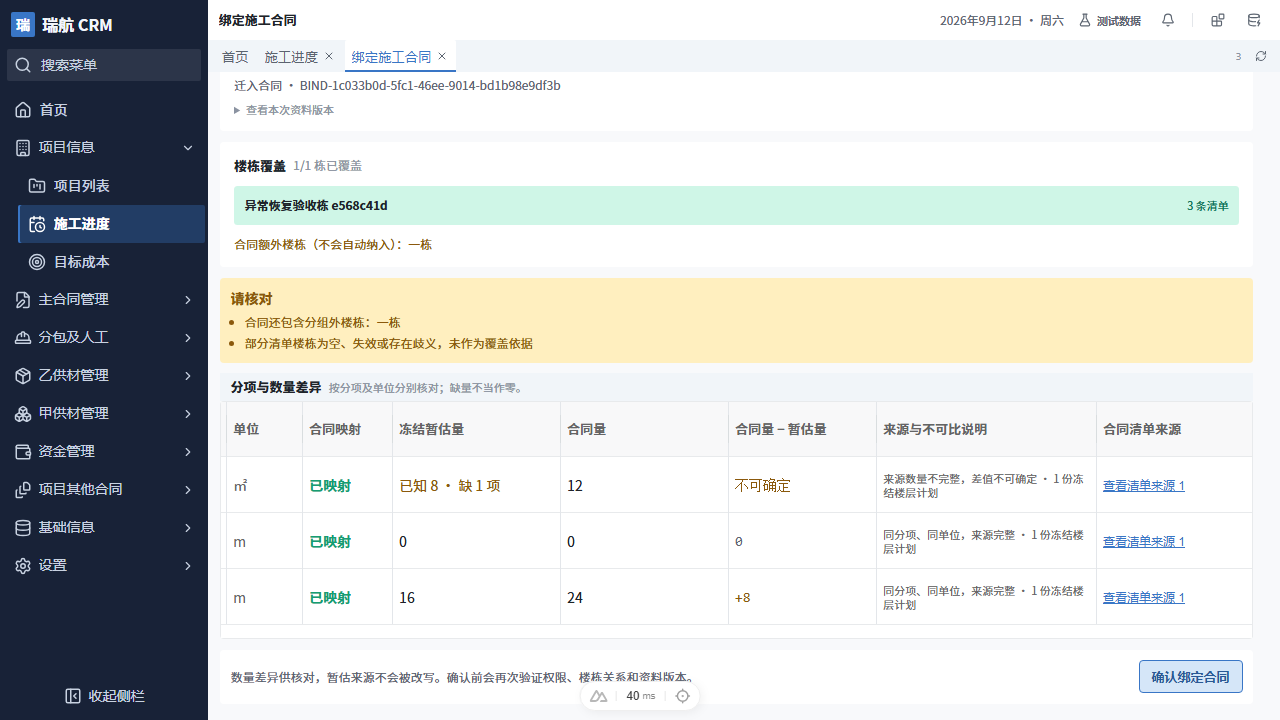 瑞 瑞航 CRM
搜索菜单
首页
项目信息
项目列表
施工进度
目标成本
主合同管理
分包及人工
乙供材管理
甲供材管理
资金管理
项目其他合同
基础信息
设置
收起侧栏
绑定施工合同
2026年9月12日 · 周六 测试数据
首页 施工进度 绑定施工合同 3
迁入合同 · BIND-1c033b0d-5fc1-46ee-9014-bd1b98e9df3b
查看本次资料版本
楼栋覆盖 1/1 栋已覆盖
异常恢复验收栋 e568c41d 3 条清单
合同额外楼栋（不会自动纳入）：一栋
请核对
合同还包含分组外楼栋：一栋
部分清单楼栋为空、失效或存在歧义，未作为覆盖依据
分项与数量差异 按分项及单位分别核对；缺量不当作零。
单位 合同映射 冻结暂估量 合同量 合同量 − 暂估量 来源与不可比说明 合同清单来源
㎡ 已映射 已知 8 · 缺 1 项 12 不可确定 来源数量不完整，差值不可确定 · 1 份冻
结楼层计划 查看清单来源 1
m 已映射 0 0 0 同分项、同单位，来源完整 · 1 份冻结楼
层计划 查看清单来源 1
m 已映射 16 24 +8 同分项、同单位，来源完整 · 1 份冻结楼
层计划 查看清单来源 1
数量差异供核对，暂估来源不会被改写。确认前会再次验证权限、楼栋关系和资料版本。
确认绑定合同
40 ms